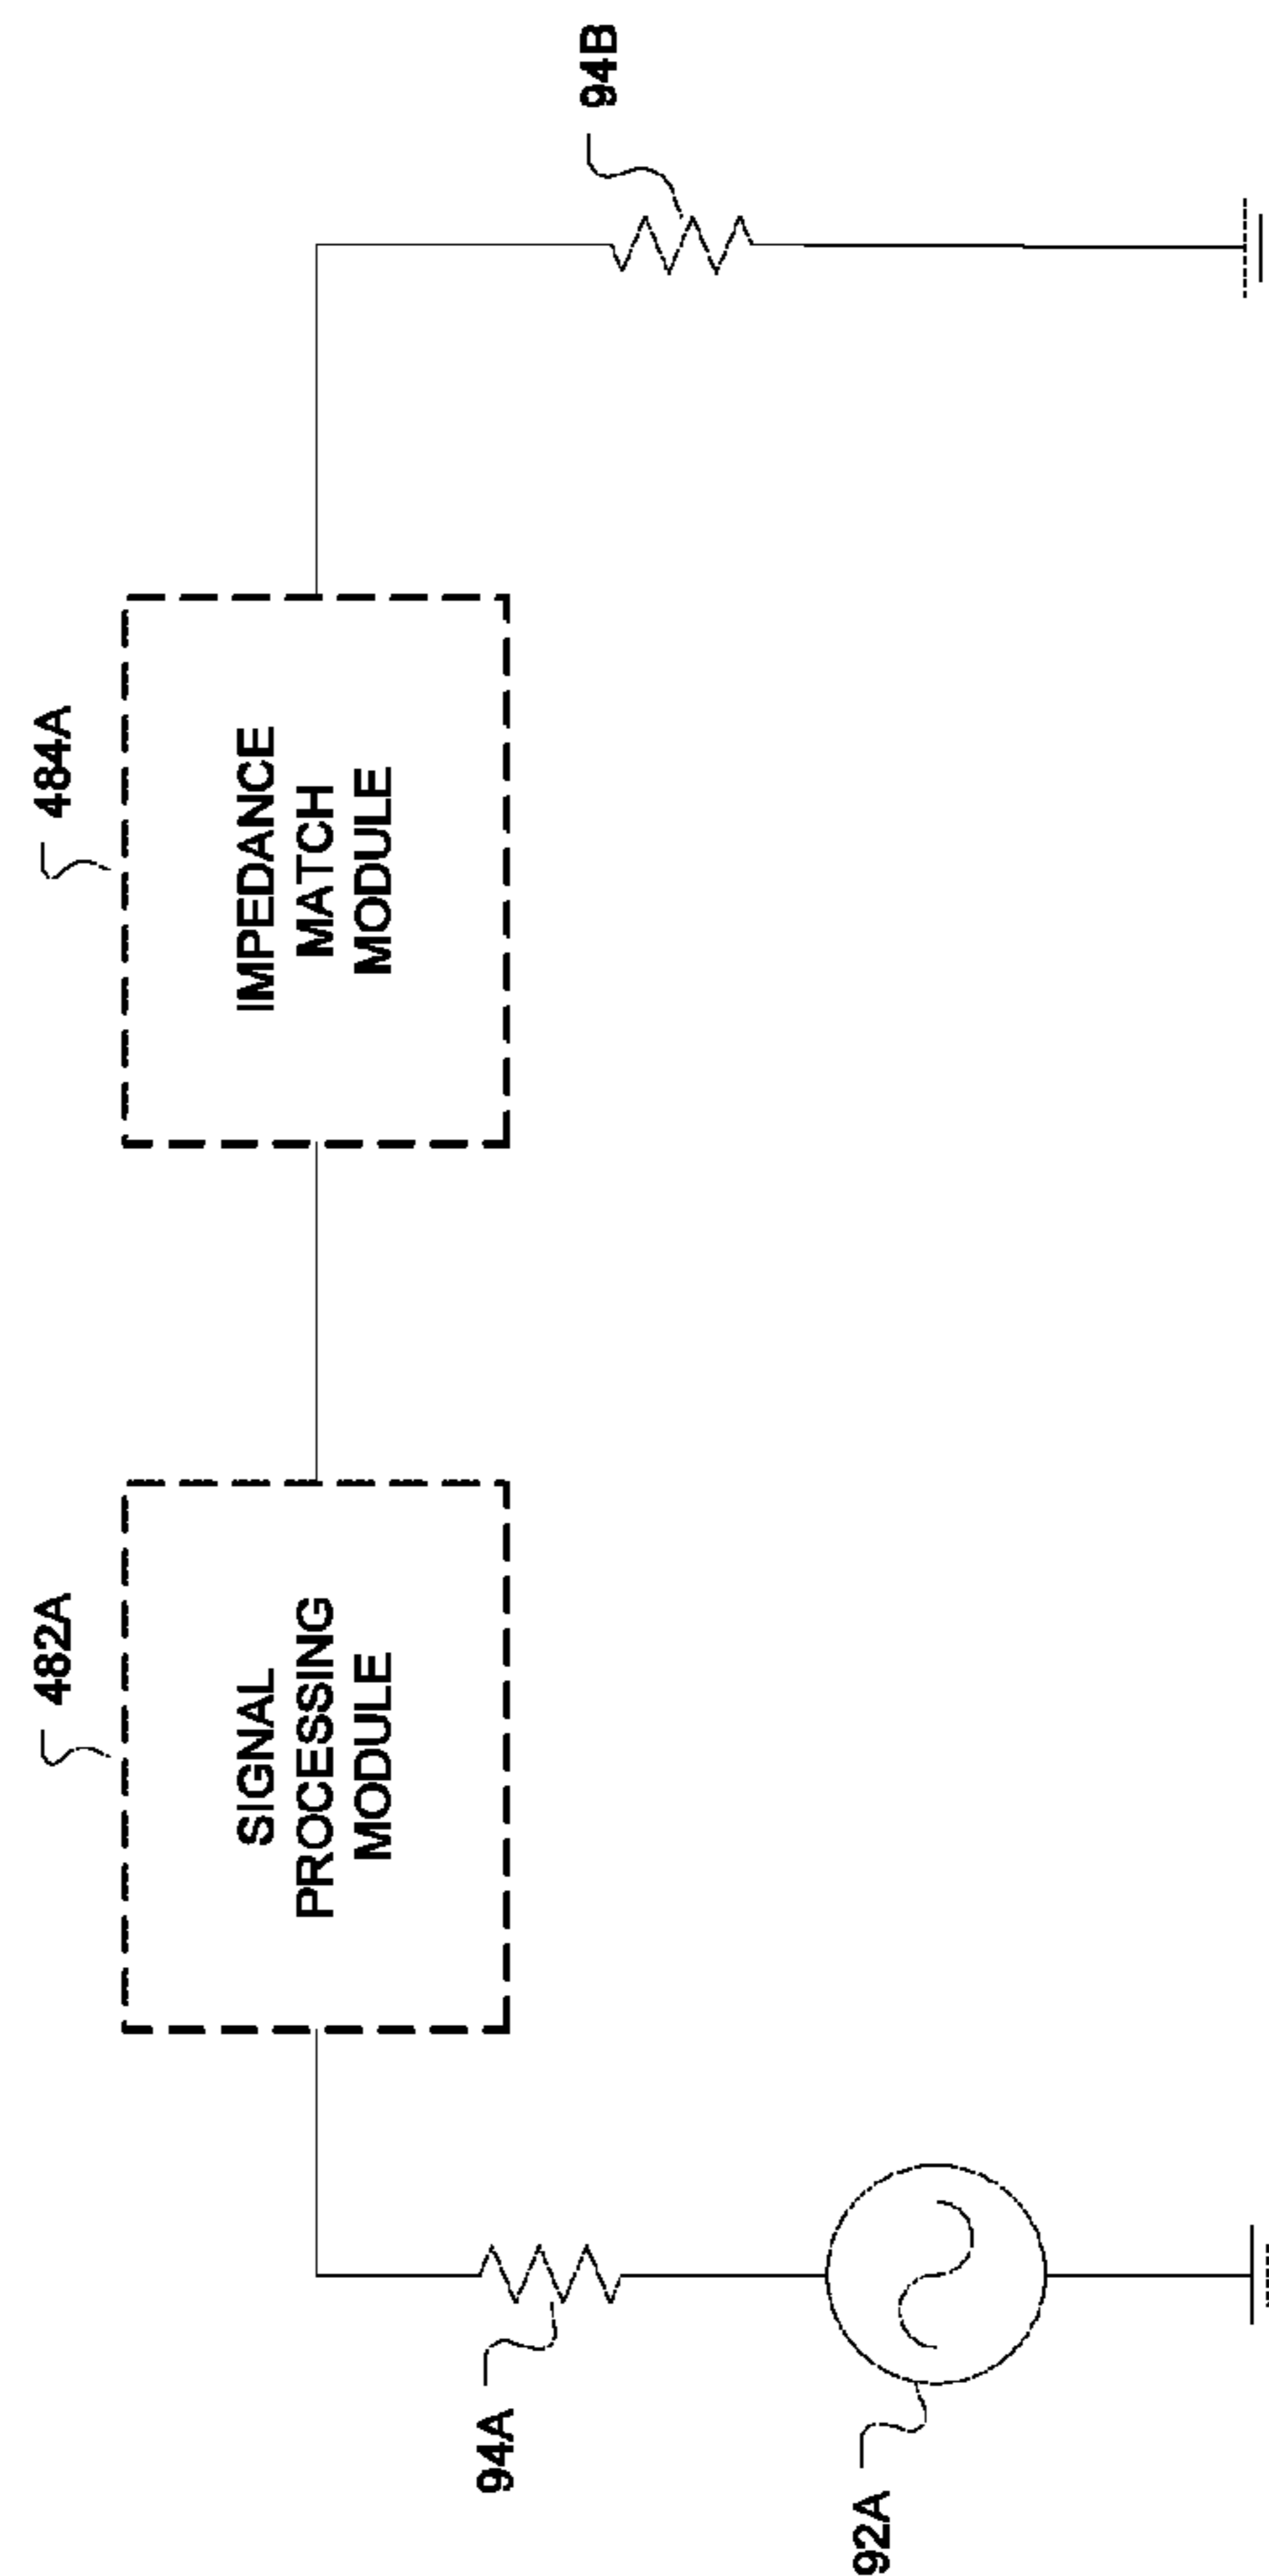 482A
484A
SIGNAL
PROCESSING
MODULE
IMPEDANCE
MATCH
MODULE
94A
94B
92A